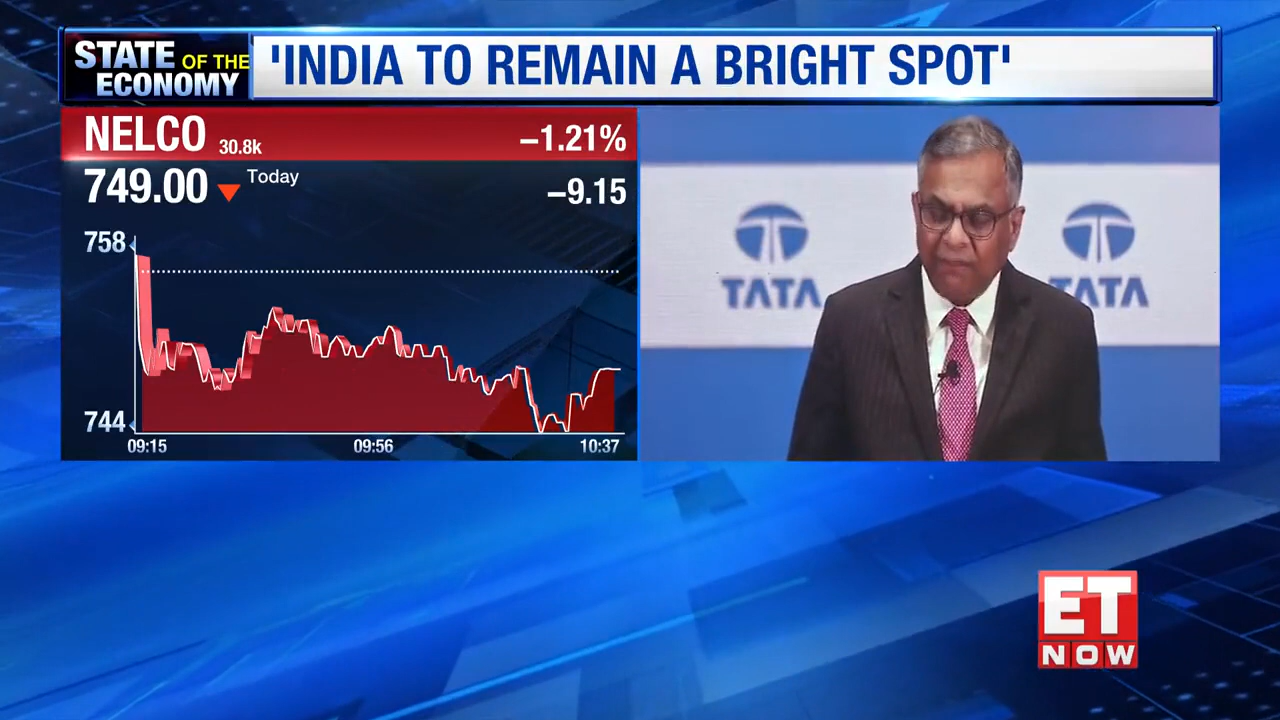 STATE OF THE
ECONOMY
'INDIA TO REMAIN A BRIGHT SPOT'
NELCO 30.8k –1.21%
749.00 Today –9.15
758
744
09:15 09:56 10:37
TATA TATA
ET
NOW